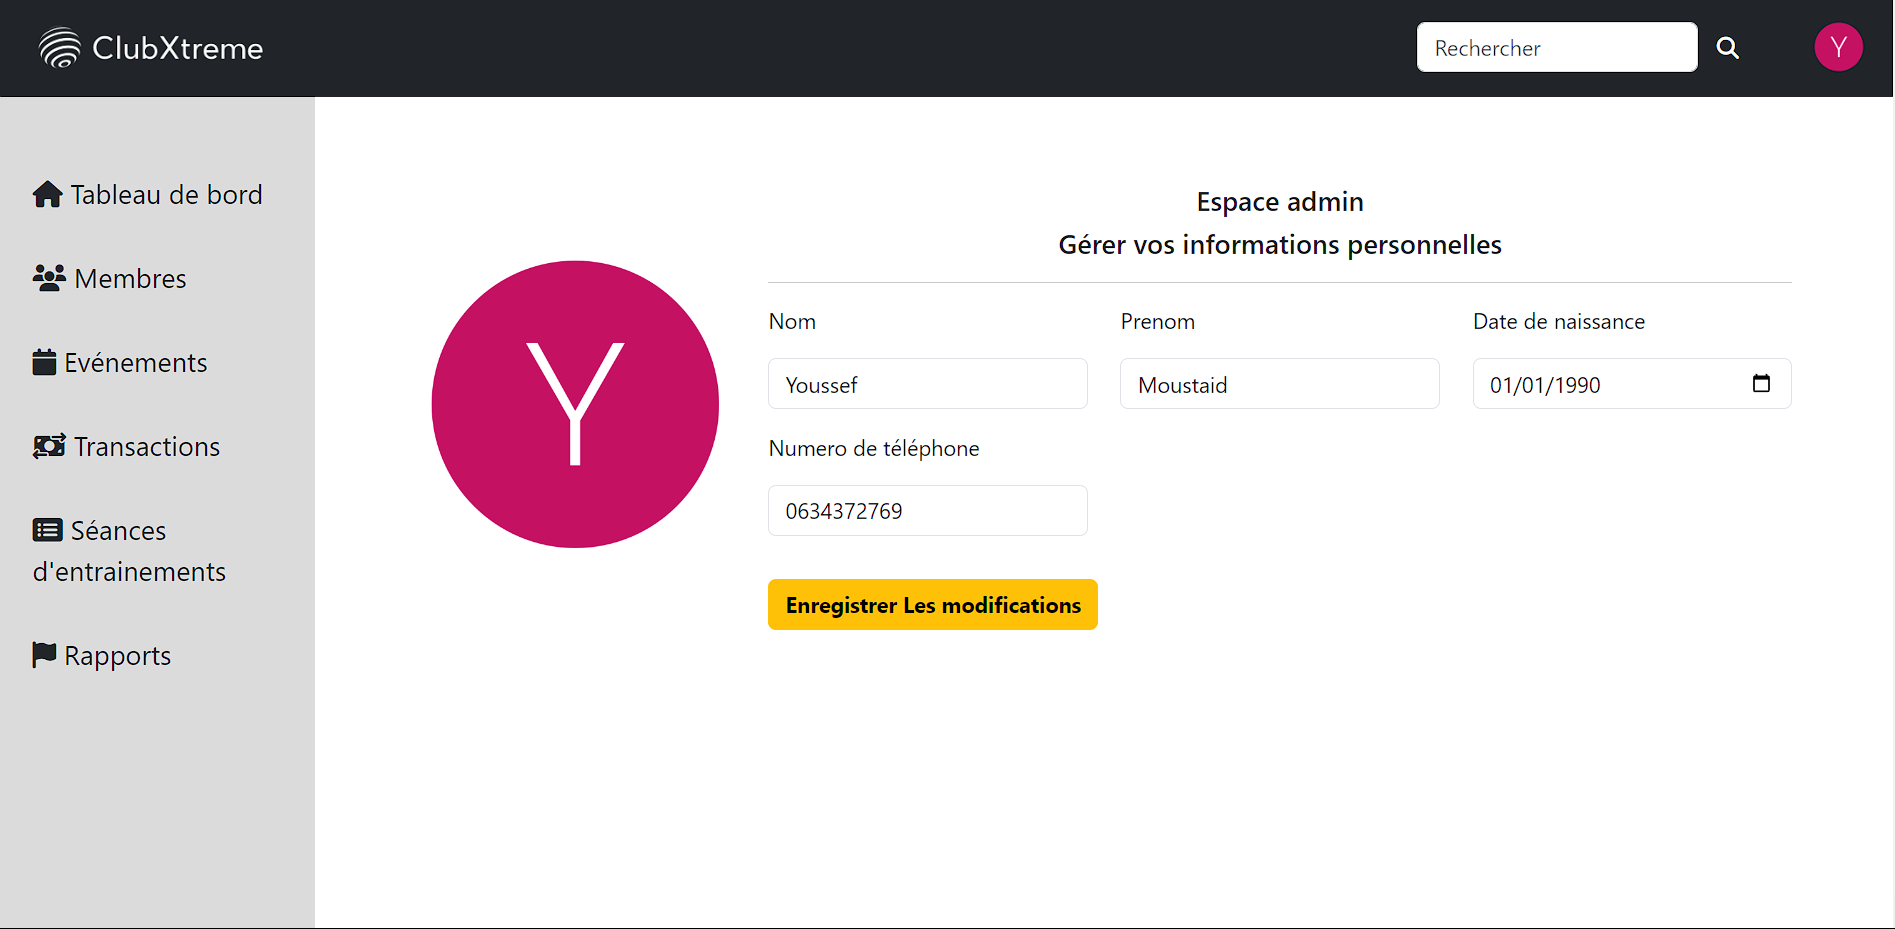 ClubXtreme
Rechercher
Y
Tableau de bord
Membres
Evénements
Transactions
Séances
d'entrainements
Rapports
Y
Espace admin
Gérer vos informations personnelles
Nom
Prenom
Date de naissance
Youssef
Moustaid
01/01/1990
Numero de téléphone
0634372769
Enregistrer Les modifications